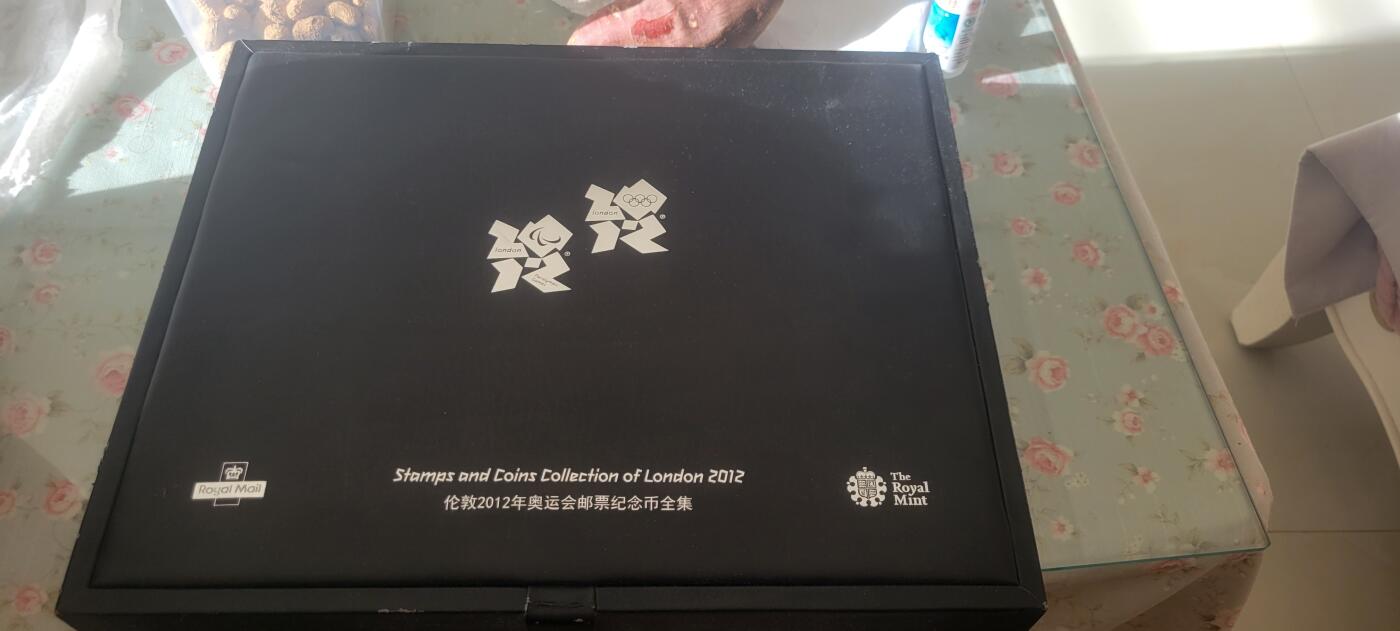 london
london
Royal Mail
Stamps and Coins Collection of London 2012
伦敦2012年奥运会邮票纪念币全集
The
Royal
Mint